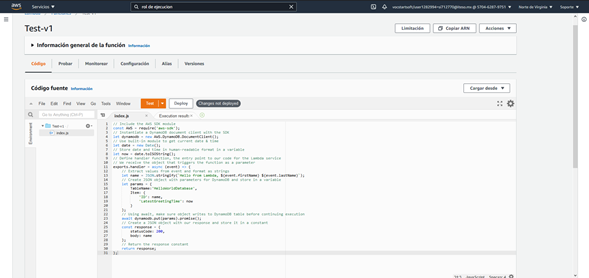 aws
Servicios
rol de ejecucion
Norte de Virginia
Soporte
Test-v1
Limitación
Copiar ARN
Acciones
Información general de la función Información
Código
Probar
Monitorear
Configuración
Alias
Versiones
Código fuente Información
Cargar desde
File Edit Find View Go Tools Window
Test
Deploy
Changes not deployed
Go to Anything (Ctrl-P)
index.js
Execution result
Environment
Test-v1
index.js
1 // Include the AWS SDK module
2 const AWS = require('aws-sdk');
3 // Instantiate a DynamoDB document client with the SDK
4 let dynamodb = new AWS.DynamoDB.DocumentClient();
5 // Use built-in module to get current date & time
6 let date = new Date();
7 // Store date and time in human-readable format in a variable
8 let now = date.toISOString();
9 // Define handler function, the entry point to our code for the Lambda service
10 // We receive the object that triggers the function as a parameter
11 exports.handler = async (event) => {
12 // Extract values from event and format as strings
13 let name = JSON.stringify(`Hello from Lambda, ${event.firstName} ${event.lastName}`);
14 // Create JSON object with parameters for DynamoDB and store in a variable
15 let params = {
16 TableName:'HelloWorldDatabase',
17 Item: {
18 'ID': name,
19 'LatestGreetingTime': now
20 }
21 };
22 // Using await, make sure object writes to DynamoDB table before continuing execution
23 await dynamodb.put(params).promise();
24 // Create a JSON object with our response and store it in a constant
25 const response = {
26 statusCode: 200,
27 body: name
28 };
29 // Return the response constant
30 return response;
31 };
JavaScript